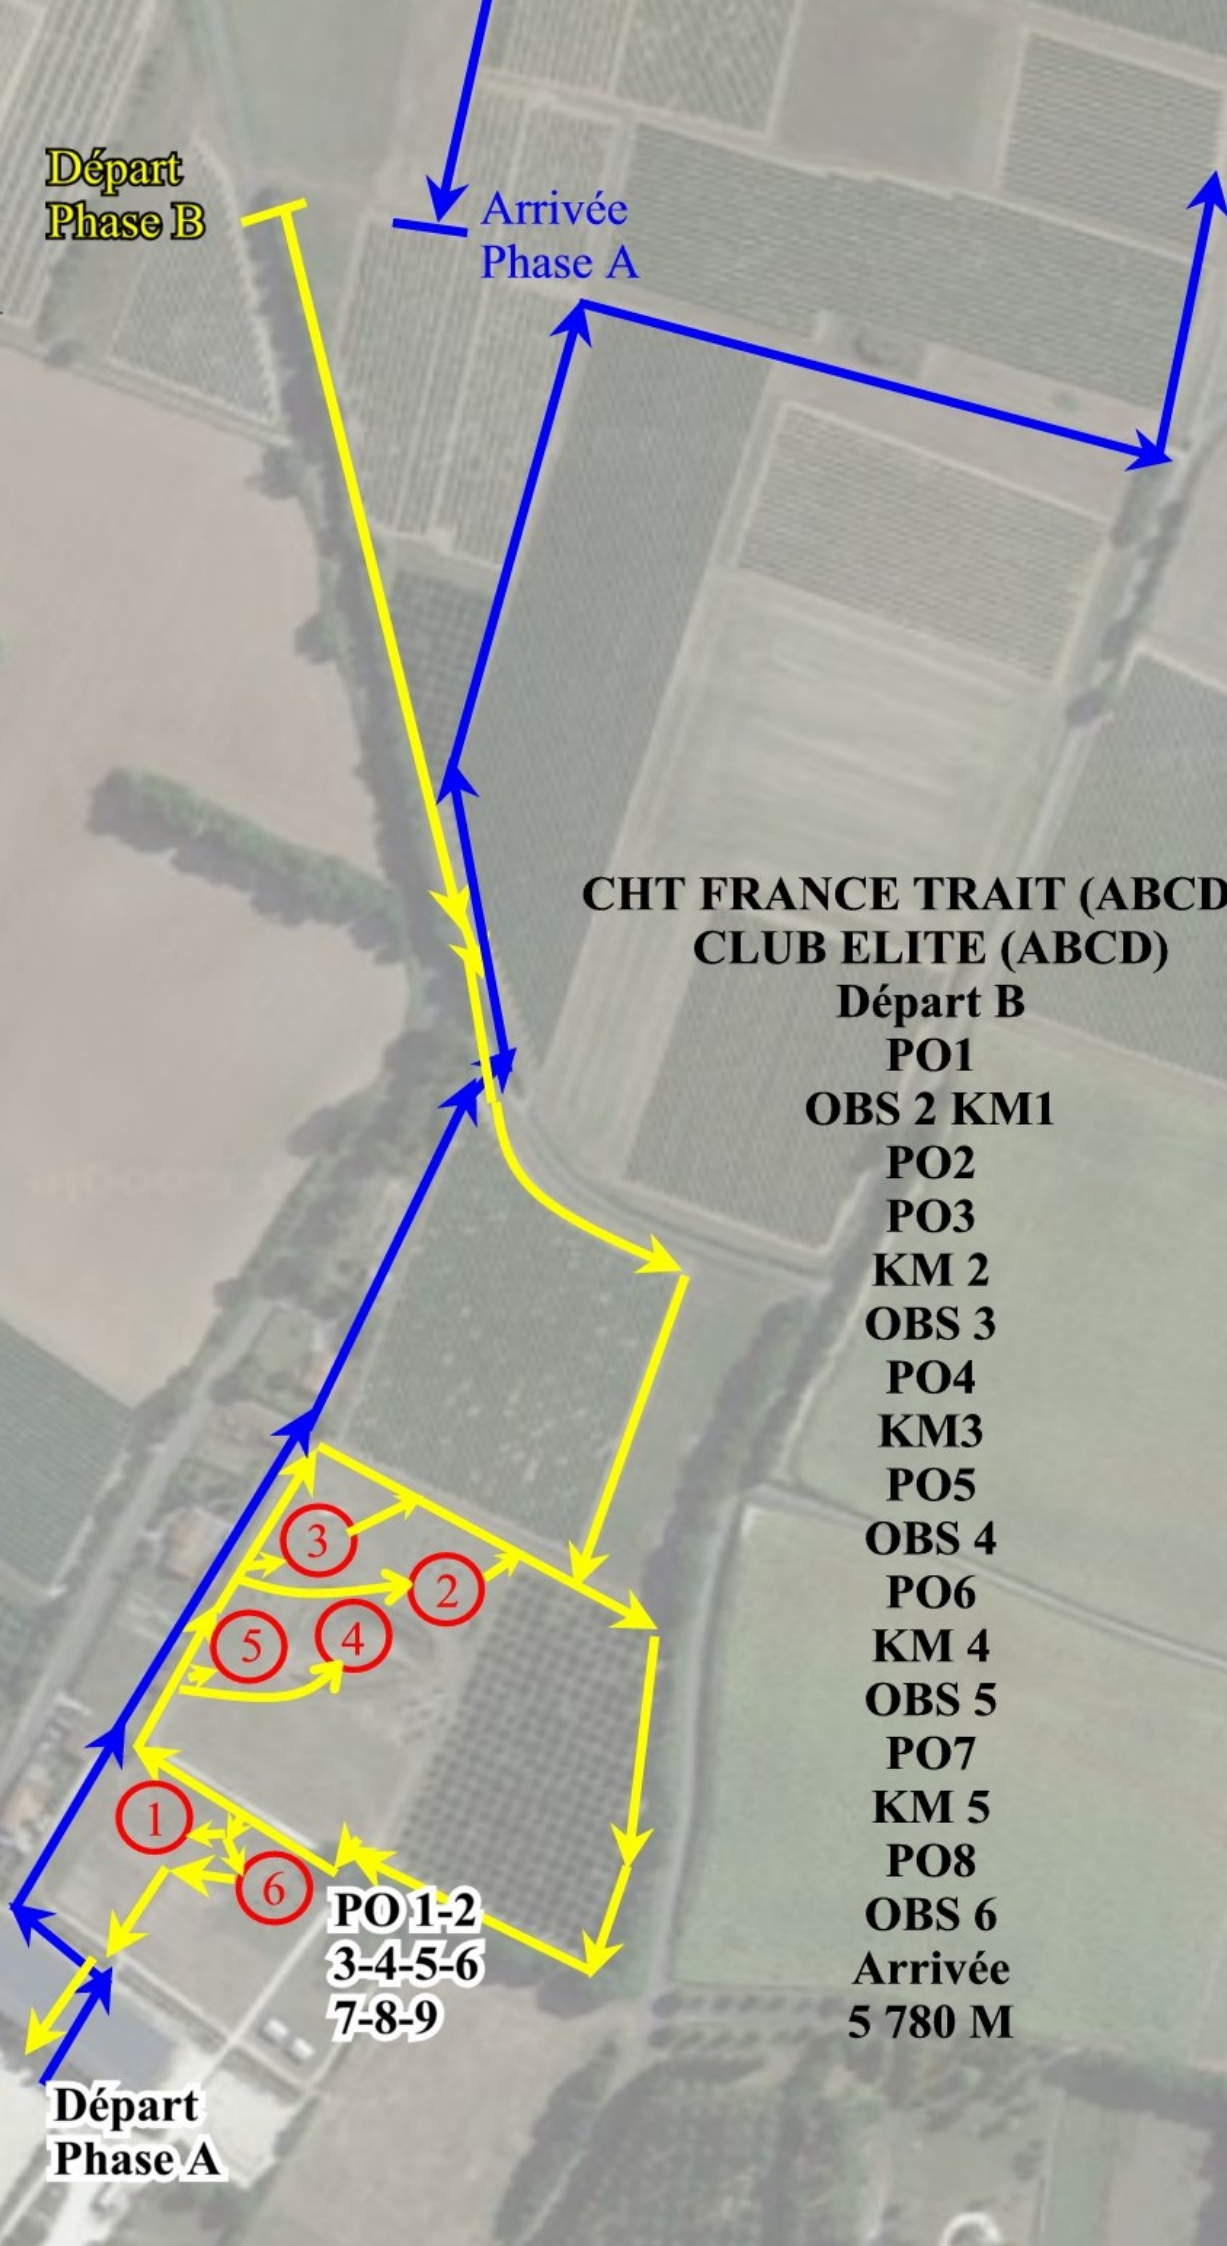 Départ
Phase B
Arrivée
Phase A
CHT FRANCE TRAIT (ABCD
CLUB ELITE (ABCD)
Départ B
PO1
OBS 2 KM1
PO2
PO3
KM 2
OBS 3
PO4
KM3
PO5
OBS 4
PO6
KM 4
OBS 5
PO7
KM 5
PO8
OBS 6
Arrivée
5 780 M
3
2
5
4
1
6
PO 1-2
3-4-5-6
7-8-9
Départ
Phase A